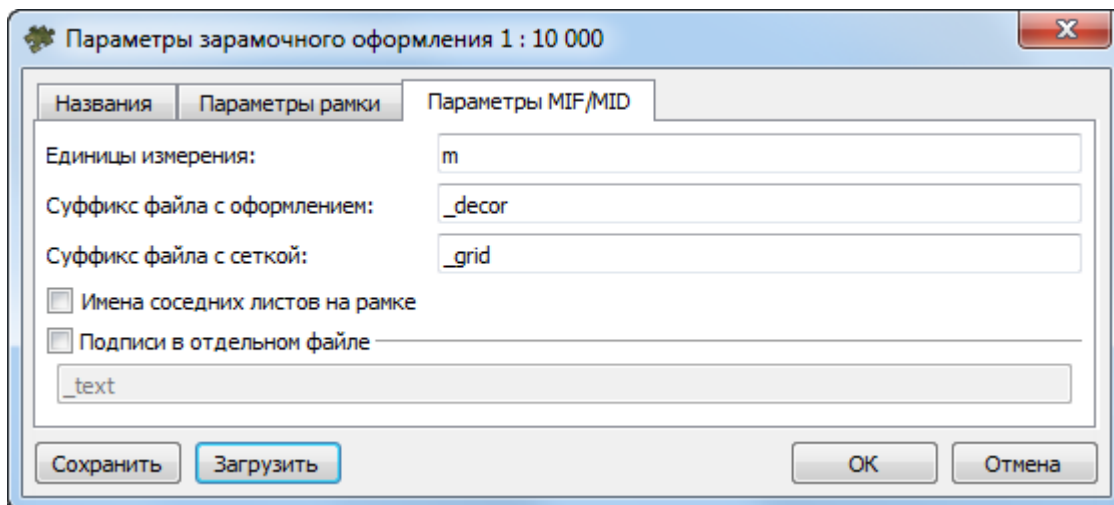 Параметры зарамочного оформления 1 : 10 000
Названия Параметры рамки Параметры MIF/MID
Единицы измерения: m
Суффикс файла с оформлением: _decor
Суффикс файла с сеткой: _grid
Имена соседних листов на рамке
Подписи в отдельном файле
_text
Сохранить Загрузить OK Отмена